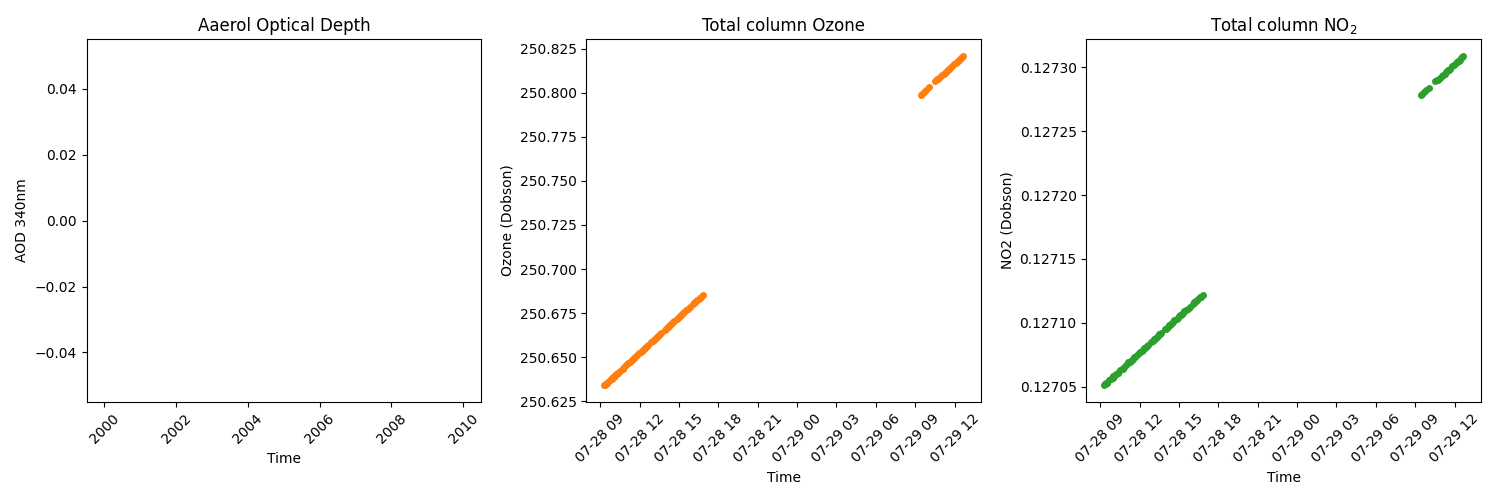 Aaerol Optical Depth
AOD 340nm
0.04
0.02
0.00
−0.02
−0.04
2000 2002 2004 2006 2008 2010
Time
Total column Ozone
Ozone (Dobson)
250.825
250.800
250.775
250.750
250.725
250.700
250.675
250.650
250.625
07-28 09 07-28 12 07-28 15 07-28 18 07-28 21 07-29 00 07-29 03 07-29 06 07-29 09 07-29 12
Time
Total column NO₂
NO2 (Dobson)
0.12730
0.12725
0.12720
0.12715
0.12710
0.12705
07-28 09 07-28 12 07-28 15 07-28 18 07-28 21 07-29 00 07-29 03 07-29 06 07-29 09 07-29 12
Time